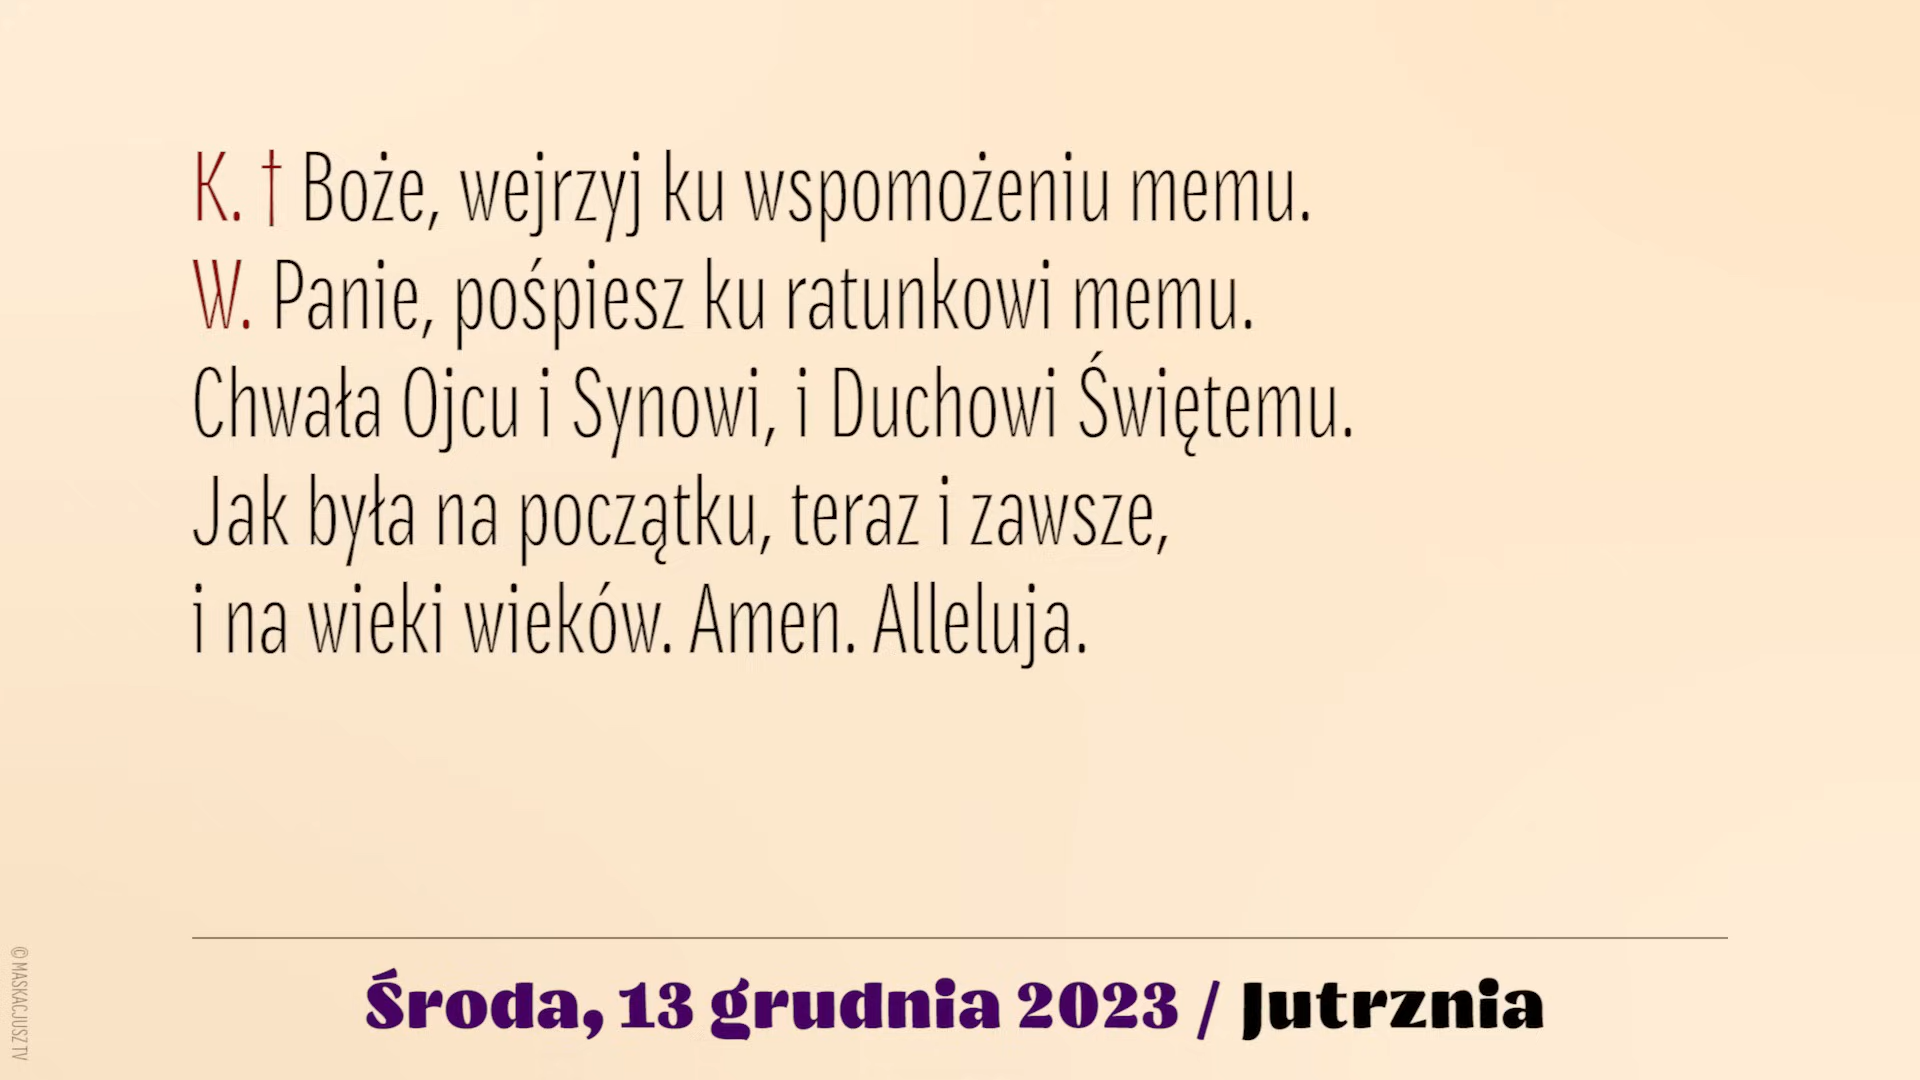 K. † Boże, wejrzyj ku wspomożeniu memu.
W. Panie, pośpiesz ku ratunkowi memu.
Chwała Ojcu i Synowi, i Duchowi Świętemu.
Jak była na początku, teraz i zawsze,
i na wieki wieków. Amen. Alleluja.
Środa, 13 grudnia 2023 / Jutrznia
© MASKACJUSZ TV